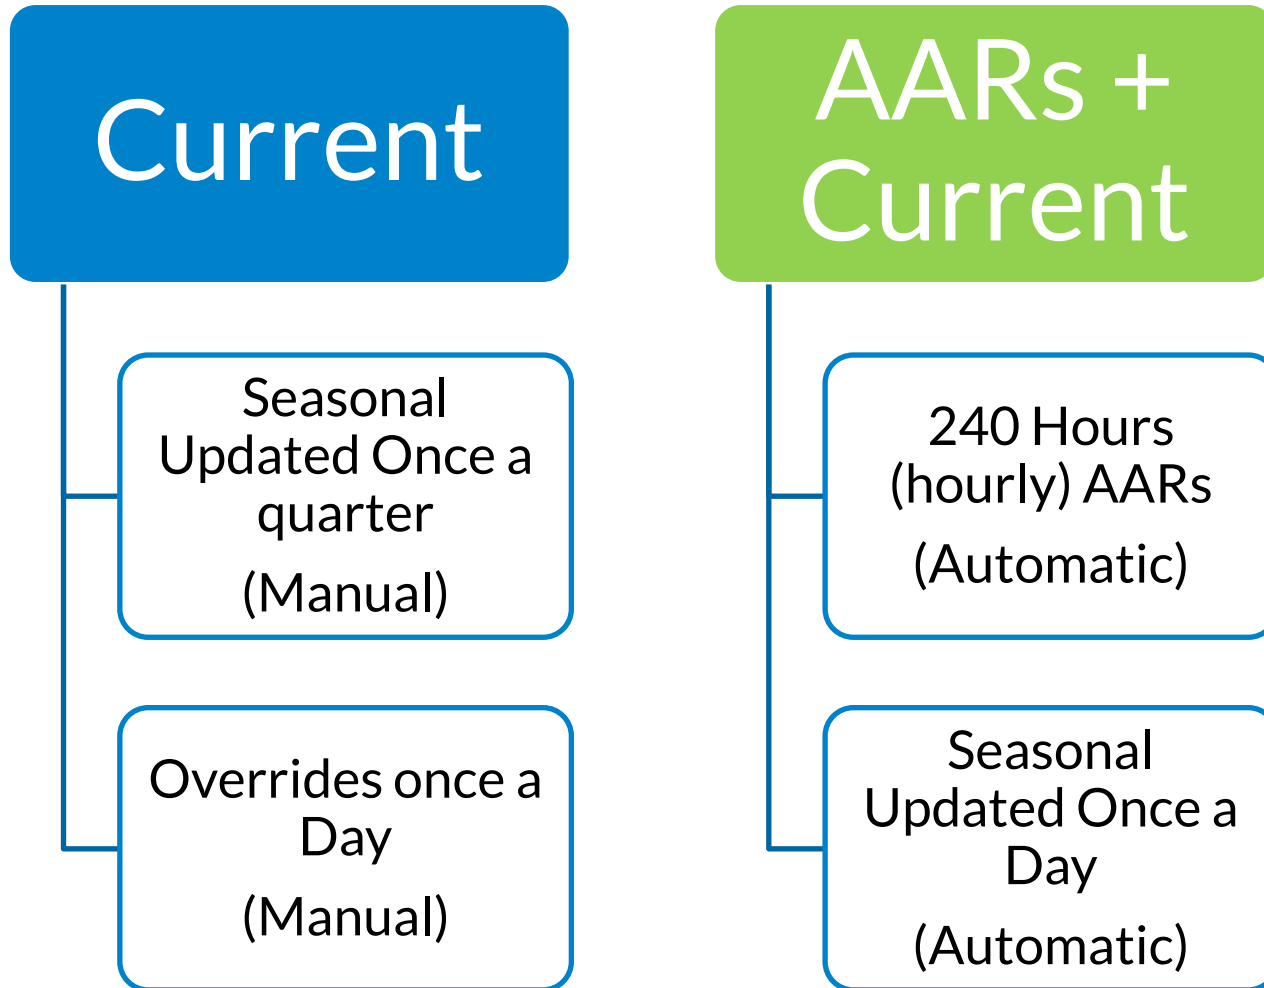 Current
Seasonal
Updated Once a
quarter
(Manual)
Overrides once a
Day
(Manual)
AARs +
Current
240 Hours
(hourly) AARs
(Automatic)
Seasonal
Updated Once a
Day
(Automatic)